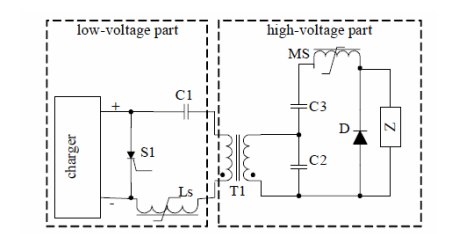 low-voltage part
high-voltage part
MS
C1
+
C3
S1
D
Z
charger
C2
Ls
T1
-